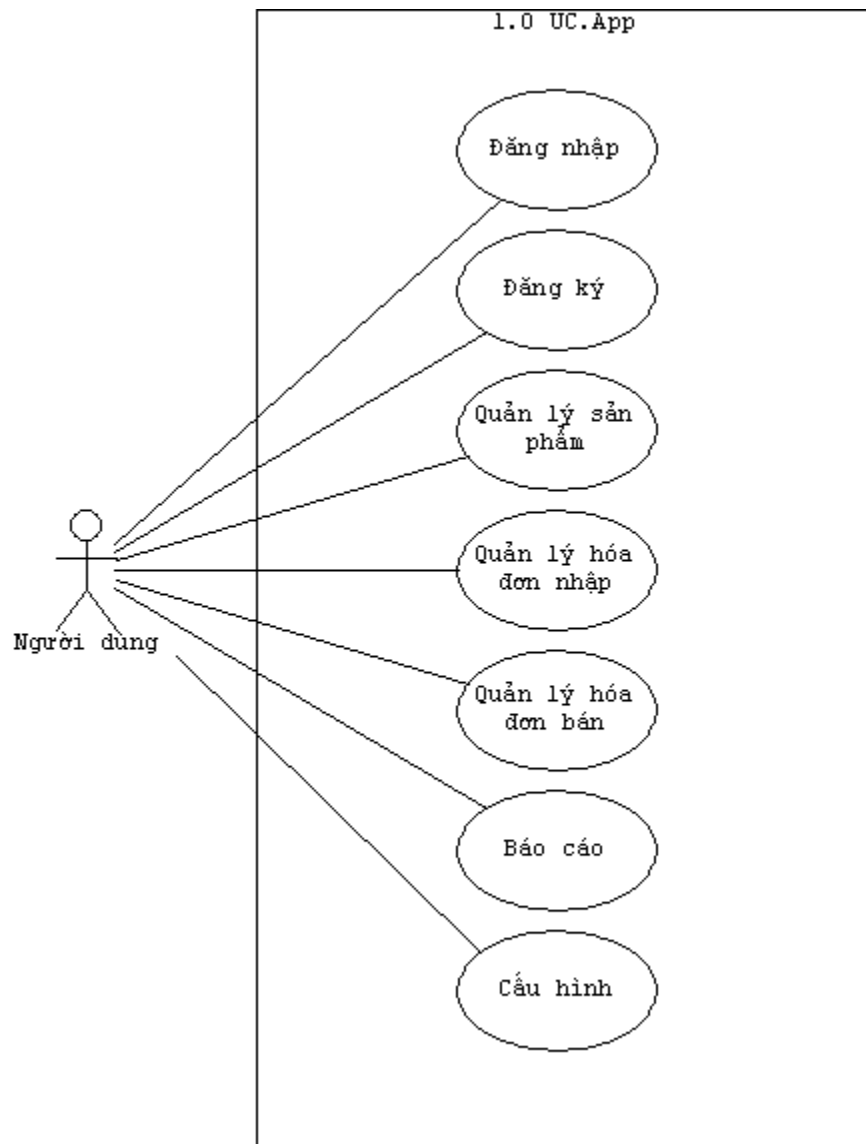 1.0 UC.App
Đăng nhập
Đăng ký
Quản lý sản
phẩm
Quản lý hóa
đơn nhập
Người dùng
Quản lý hóa
đơn bán
Báo cáo
Cấu hình